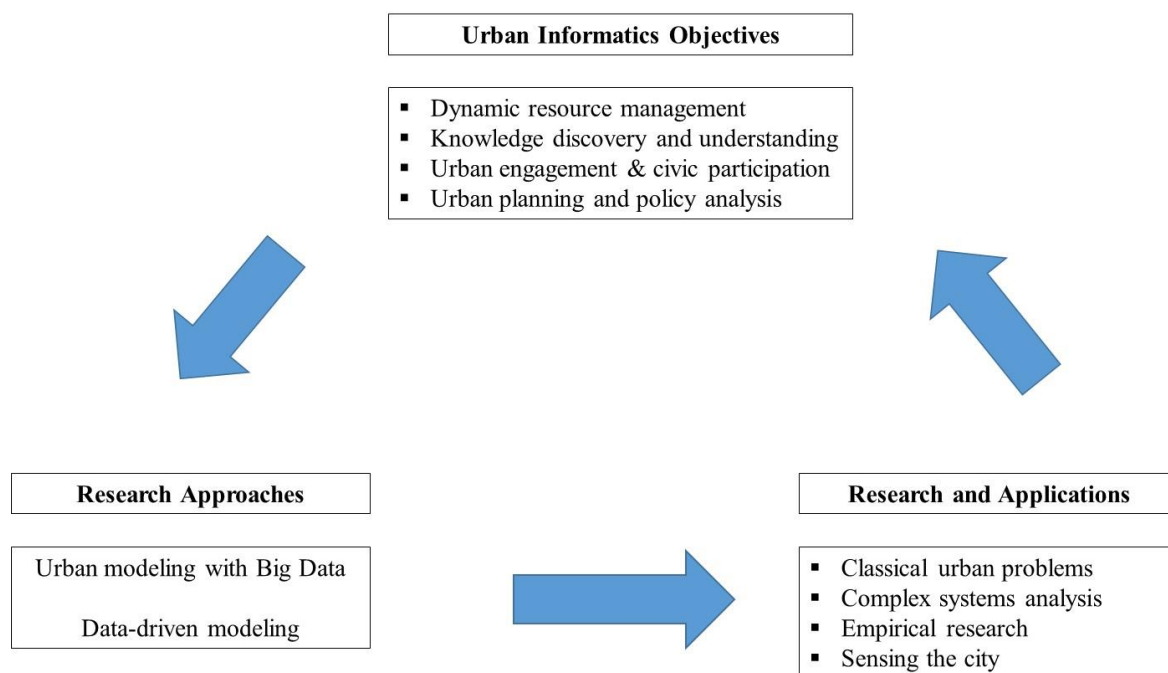 Urban Informatics Objectives
▪ Dynamic resource management
▪ Knowledge discovery and understanding
▪ Urban engagement & civic participation
▪ Urban planning and policy analysis
Research Approaches
Urban modeling with Big Data
Data-driven modeling
Research and Applications
▪ Classical urban problems
▪ Complex systems analysis
▪ Empirical research
▪ Sensing the city